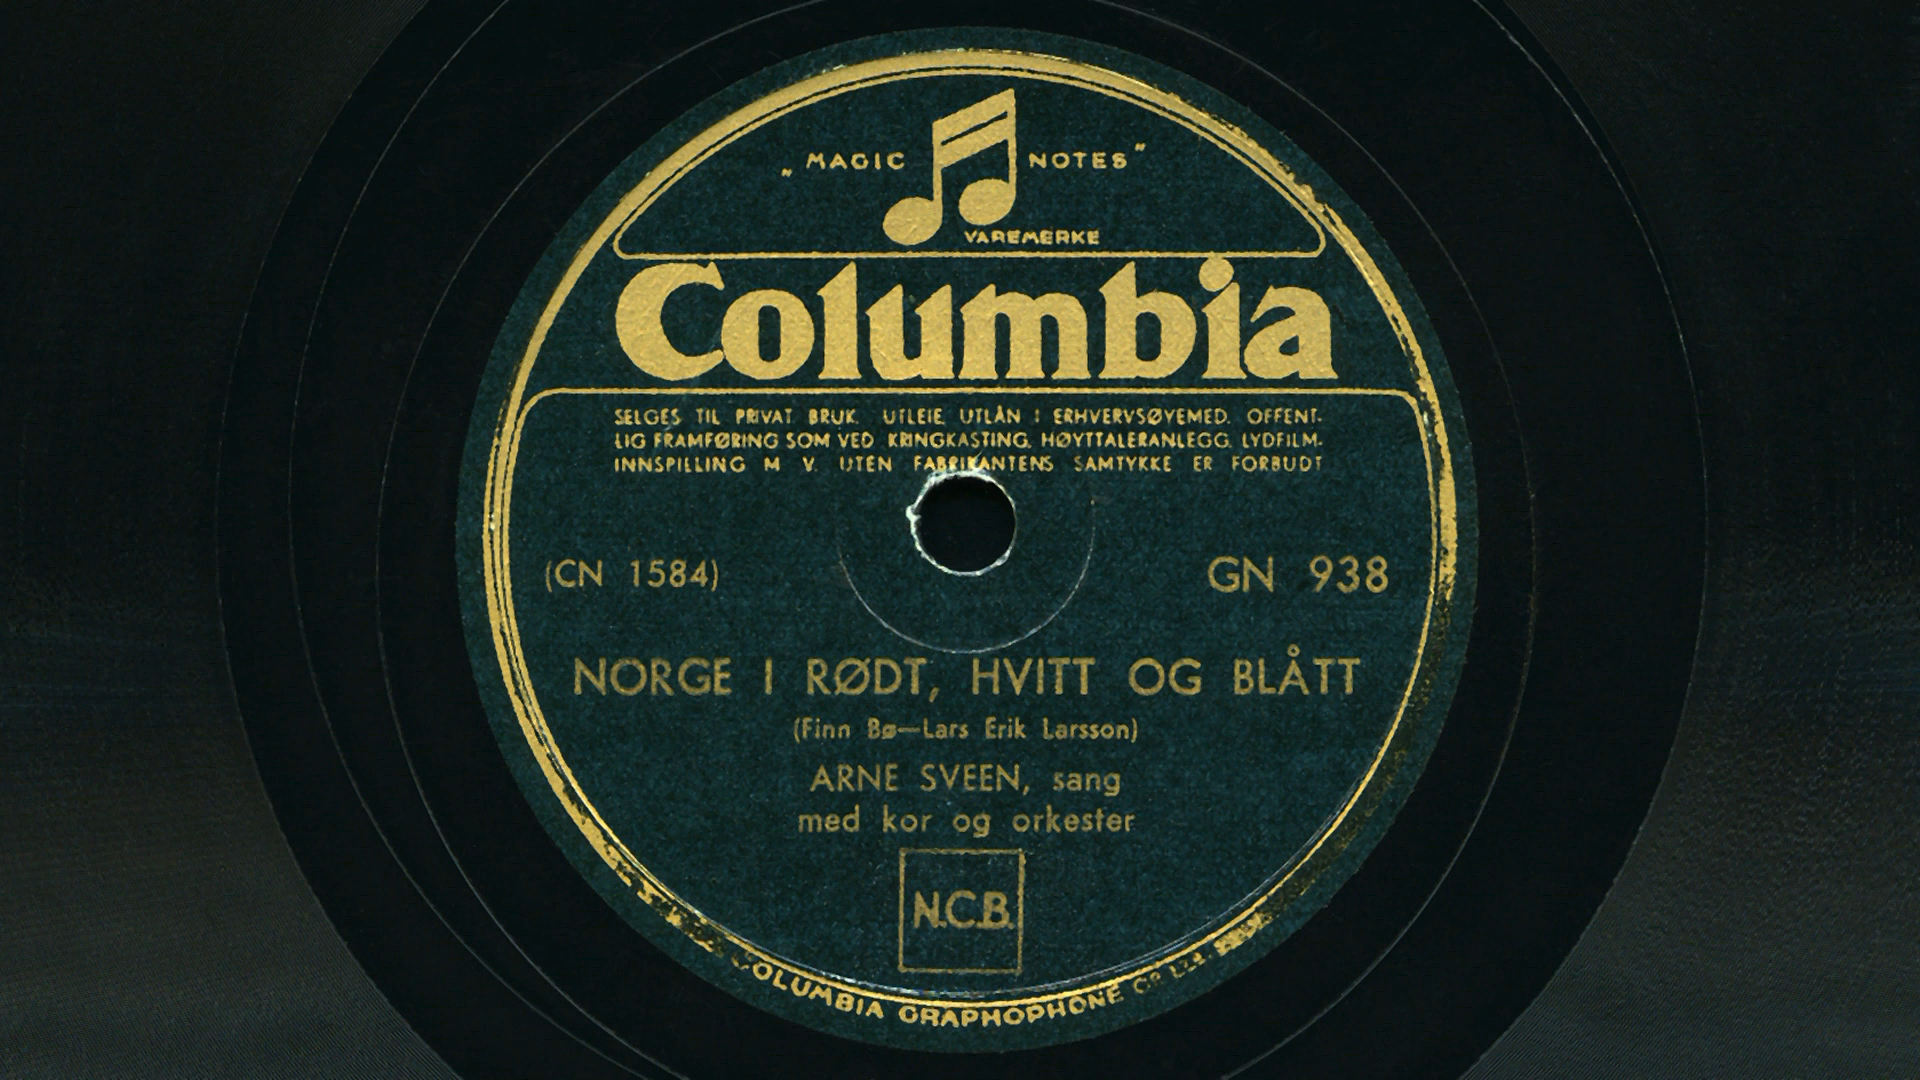 „MAGIC NOTES"
VAREMERKE
Columbia
SELGES TIL PRIVAT BRUK. UTLEIE, UTLÅN I ERHVERVSØYEMED, OFFENT-
LIG FRAMFØRING SOM VED KRINGKASTING, HØYTTALERANLEGG, LYDFILM-
INNSPILLING M V. UTEN FABRIKANTENS SAMTYKKE ER FORBUDT
(CN 1584)
GN 938
NORGE I RØDT, HVITT OG BLÅTT
(Finn Bø—Lars Erik Larsson)
ARNE SVEEN, sang
med kor og orkester
N.C.B.
COLUMBIA GRAPHOPHONE Co Ltd.